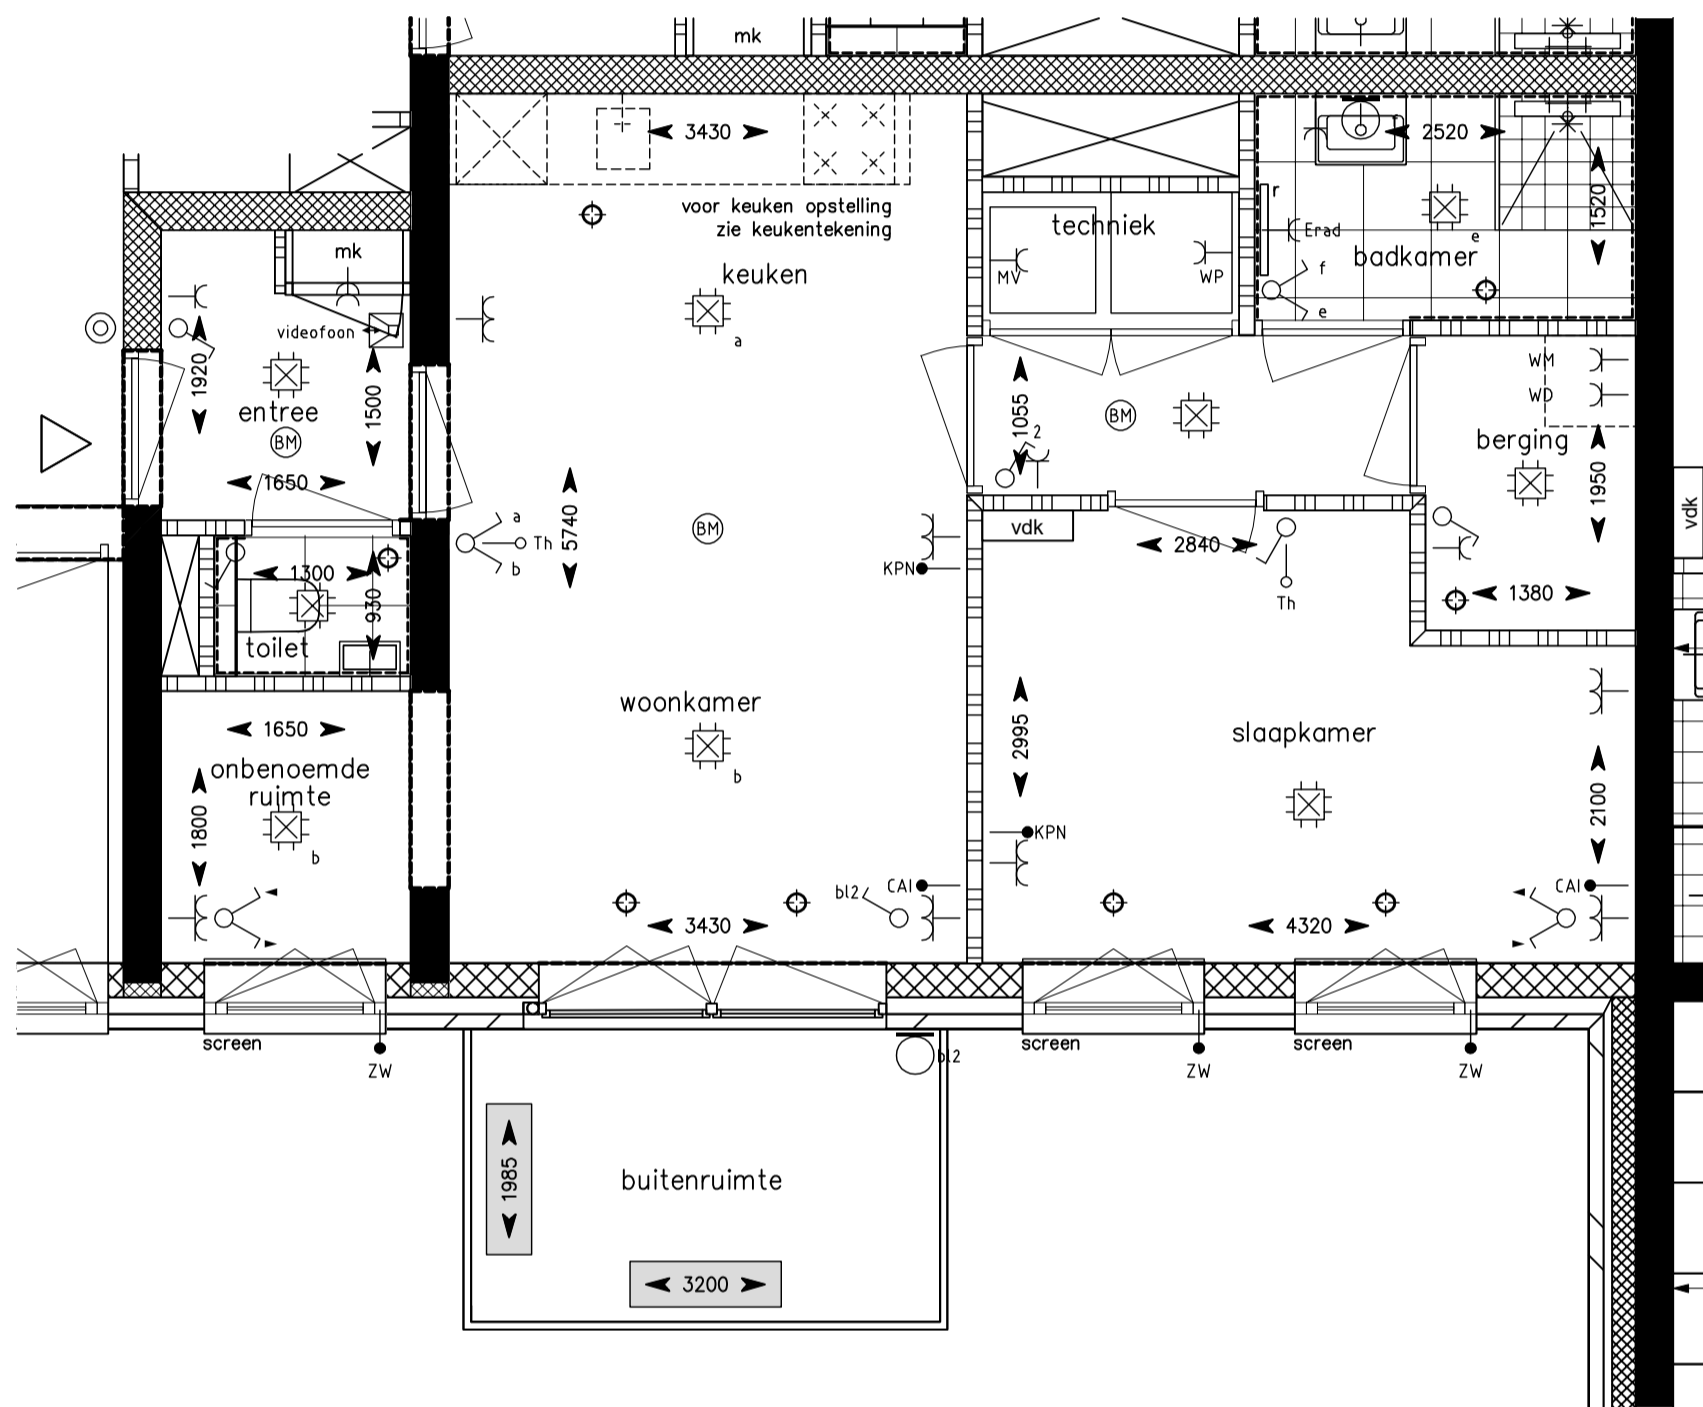 mk
3430
2520
1520
voor keuken opstelling
zie keukentekening
techniek
r
Erad
e
badkamer
mk
keuken
MV
WP
f
e
videofoon
a
1920
1500
entree
BM
1055
2
BM
WM
WD
berging
1950
1650
5740
a
Th
b
BM
vdk
2840
vdk
KPN
Th
1380
1300
930
toilet
woonkamer
b
2995
slaapkamer
1650
onbenoemde
ruimte
b
1800
2100
KPN
CAI
bl2
CAI
3430
4320
screen
ZW
bl2
screen
ZW
screen
ZW
1985
buitenruimte
3200